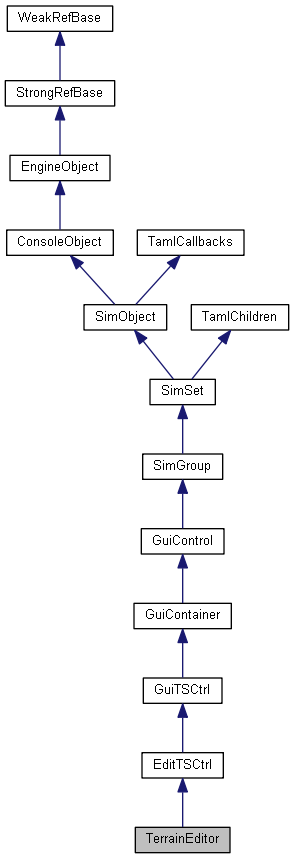 WeakRefBase
StrongRefBase
EngineObject
ConsoleObject
TamlCallbacks
SimObject
TamlChildren
SimSet
SimGroup
GuiControl
GuiContainer
GuiTSCtrl
EditTSCtrl
TerrainEditor